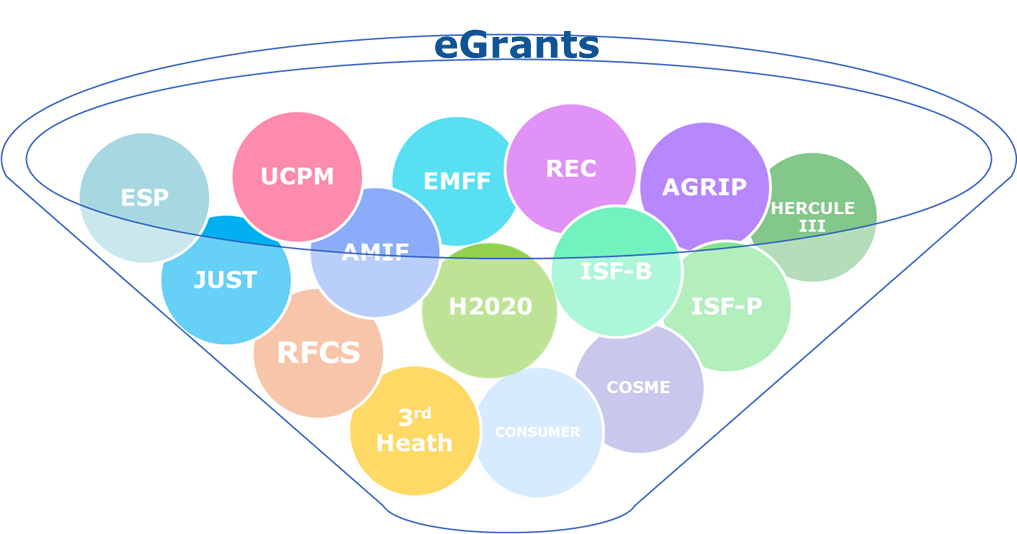 eGrants
ESP
UCPM
EMFF
REC
AGRIP
HERCULE
III
JUST
AMIF
H2020
ISF-B
ISF-P
RFCS
3rd
Heath
CONSUMER
COSME